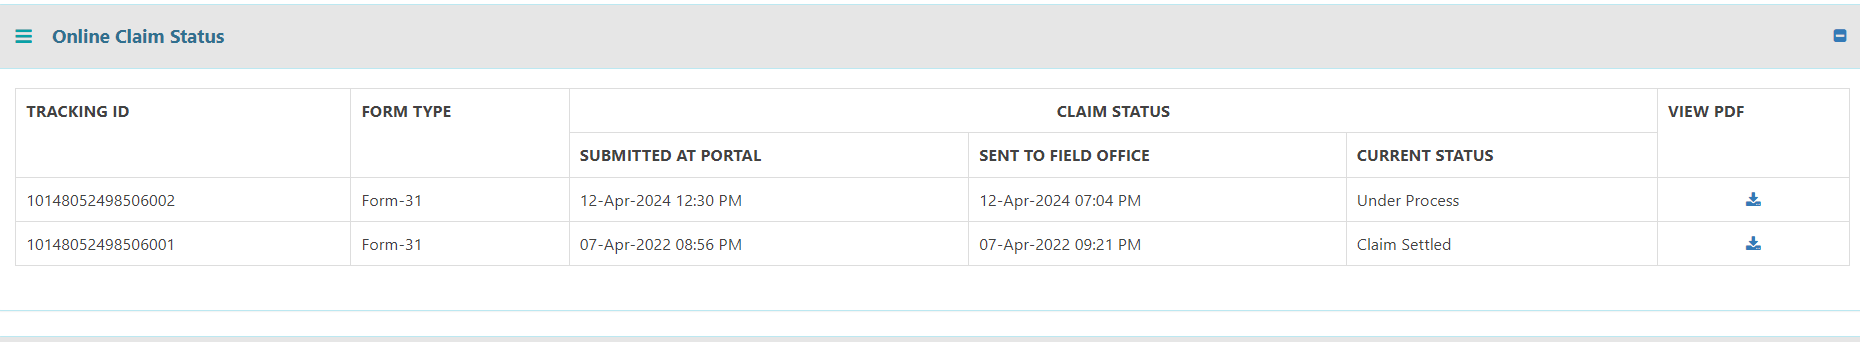 Online Claim Status
TRACKING ID FORM TYPE CLAIM STATUS VIEW PDF
SUBMITTED AT PORTAL SENT TO FIELD OFFICE CURRENT STATUS
10148052498506002 Form-31 12-Apr-2024 12:30 PM 12-Apr-2024 07:04 PM Under Process
10148052498506001 Form-31 07-Apr-2022 08:56 PM 07-Apr-2022 09:21 PM Claim Settled